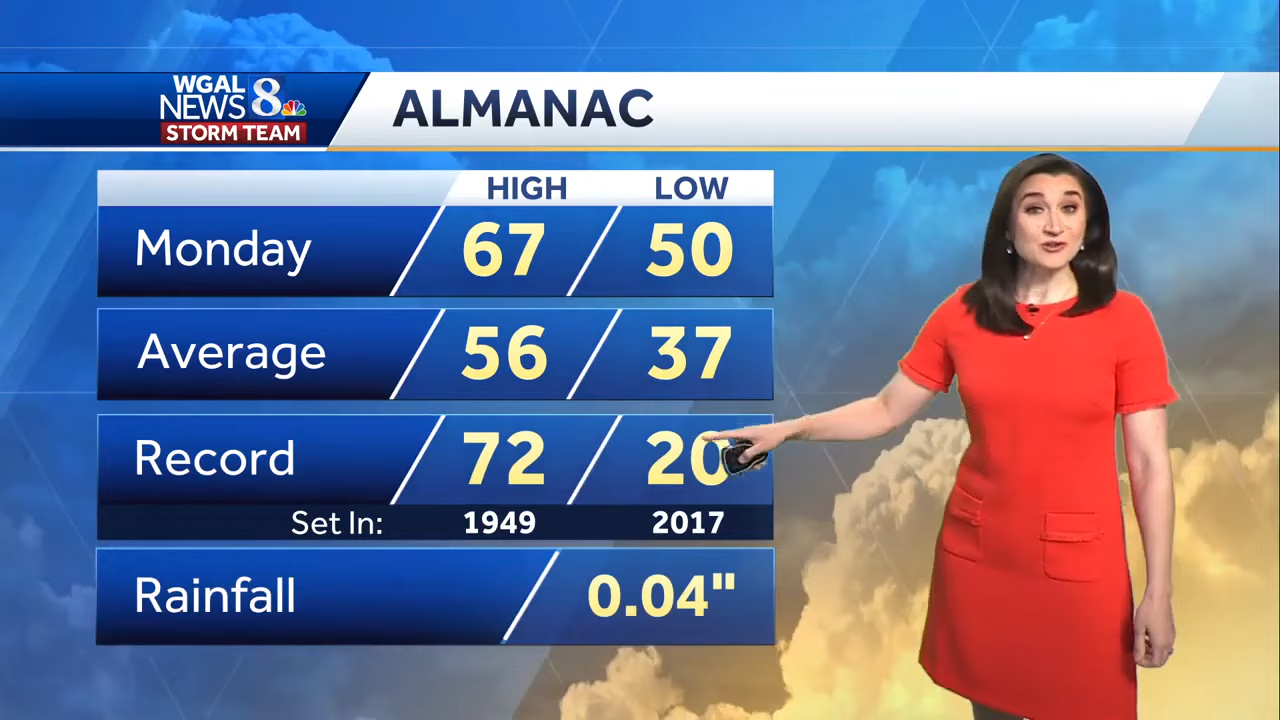 WGAL
NEWS 8
STORM TEAM
ALMANAC
HIGH LOW
Monday 67 50
Average 56 37
Record 72 20
Set In: 1949 2017
Rainfall 0.04"